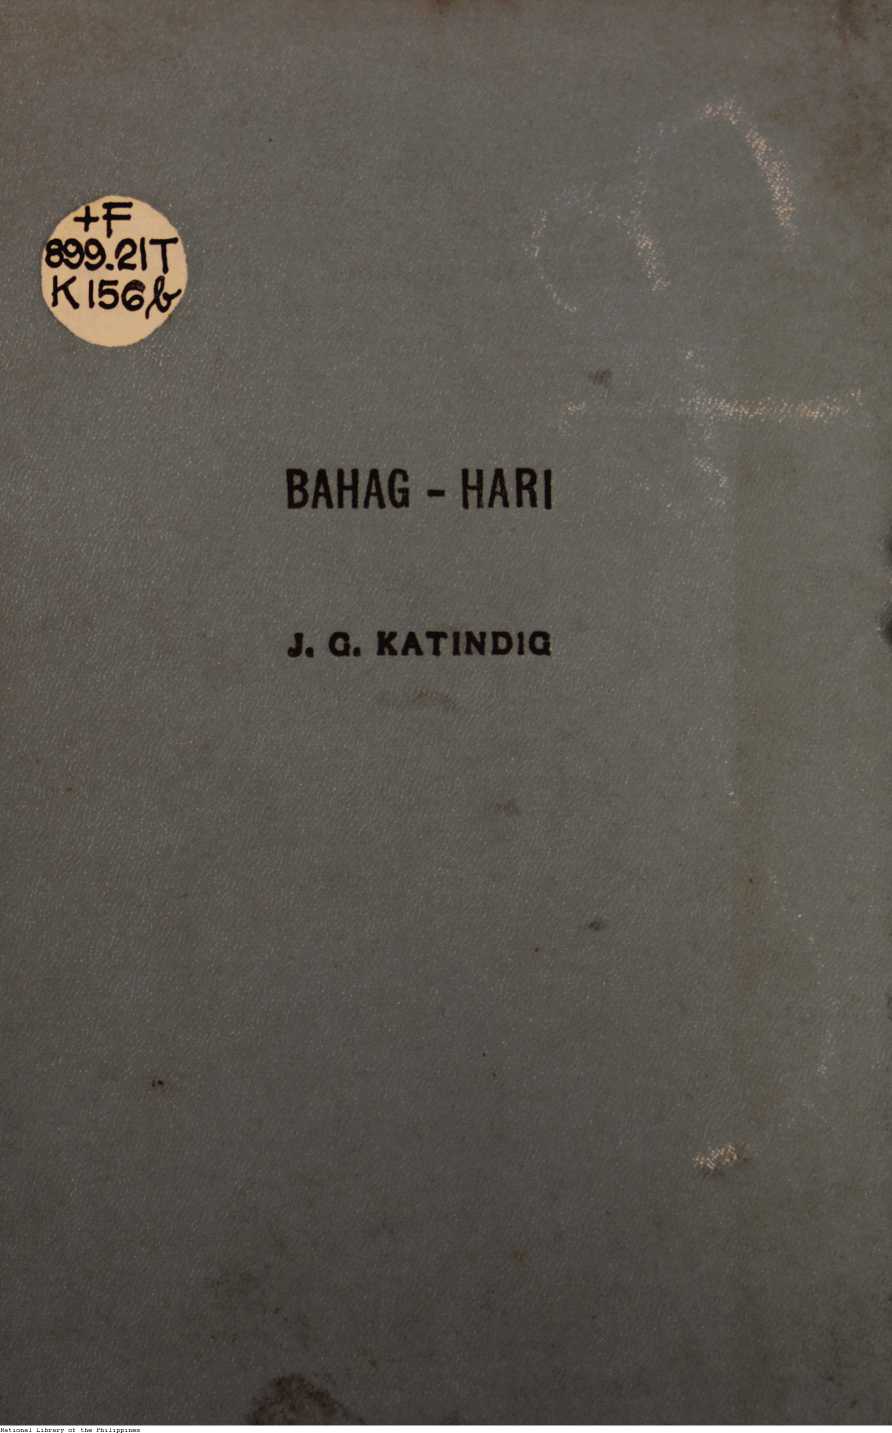 +F
899.21T
K156b
BAHAG - HARI
J. G. KATINDIG
National Library of the Philippines